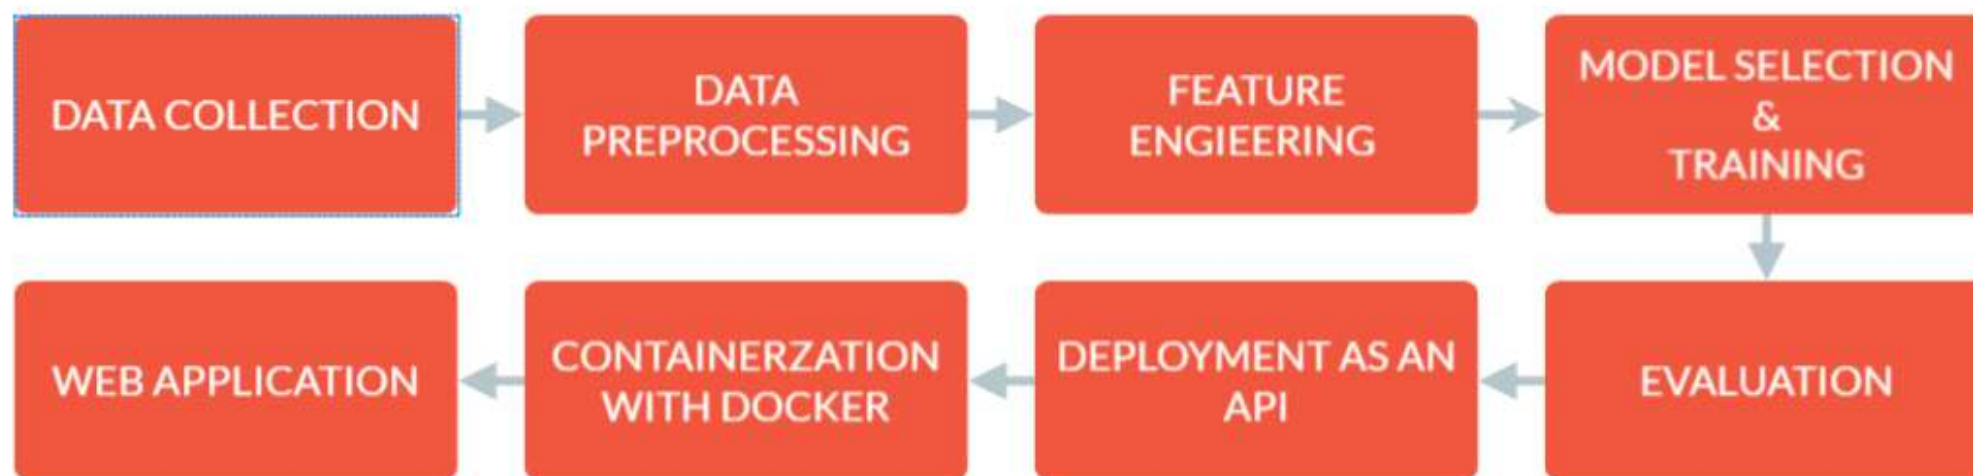 DATA COLLECTION
DATA
PREPROCESSING
FEATURE
ENGIEERING
MODEL SELECTION
&
TRAINING
EVALUATION
DEPLOYMENT AS AN
API
CONTAINERZATION
WITH DOCKER
WEB APPLICATION